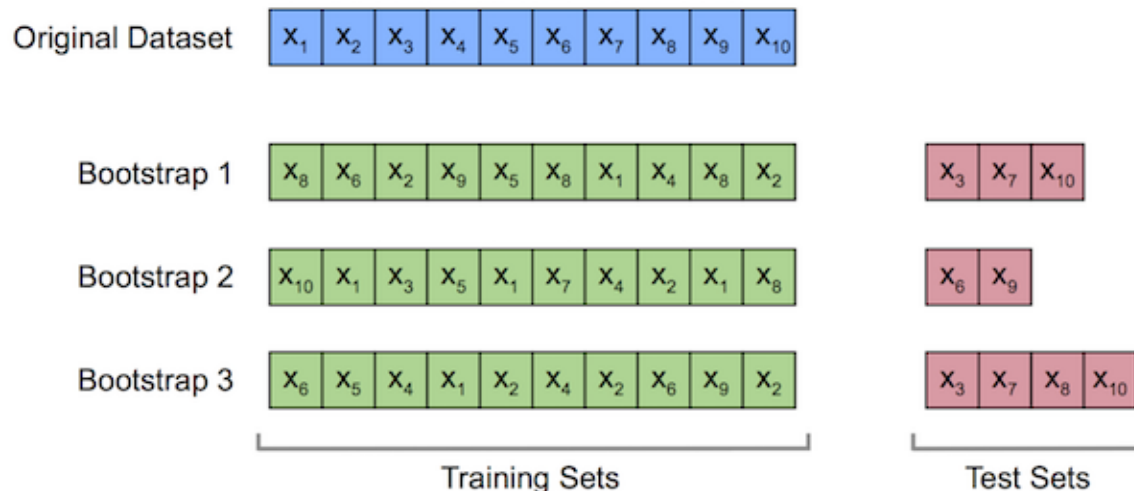 Original Dataset x₁ x₂ x₃ x₄ x₅ x₆ x₇ x₈ x₉ x₁₀
Bootstrap 1 x₈ x₆ x₂ x₉ x₅ x₈ x₁ x₄ x₈ x₂ x₃ x₇ x₁₀
Bootstrap 2 x₁₀ x₁ x₃ x₅ x₁ x₇ x₄ x₂ x₁ x₈ x₆ x₉
Bootstrap 3 x₆ x₅ x₄ x₁ x₂ x₄ x₂ x₆ x₉ x₂ x₃ x₇ x₈ x₁₀
Training Sets Test Sets